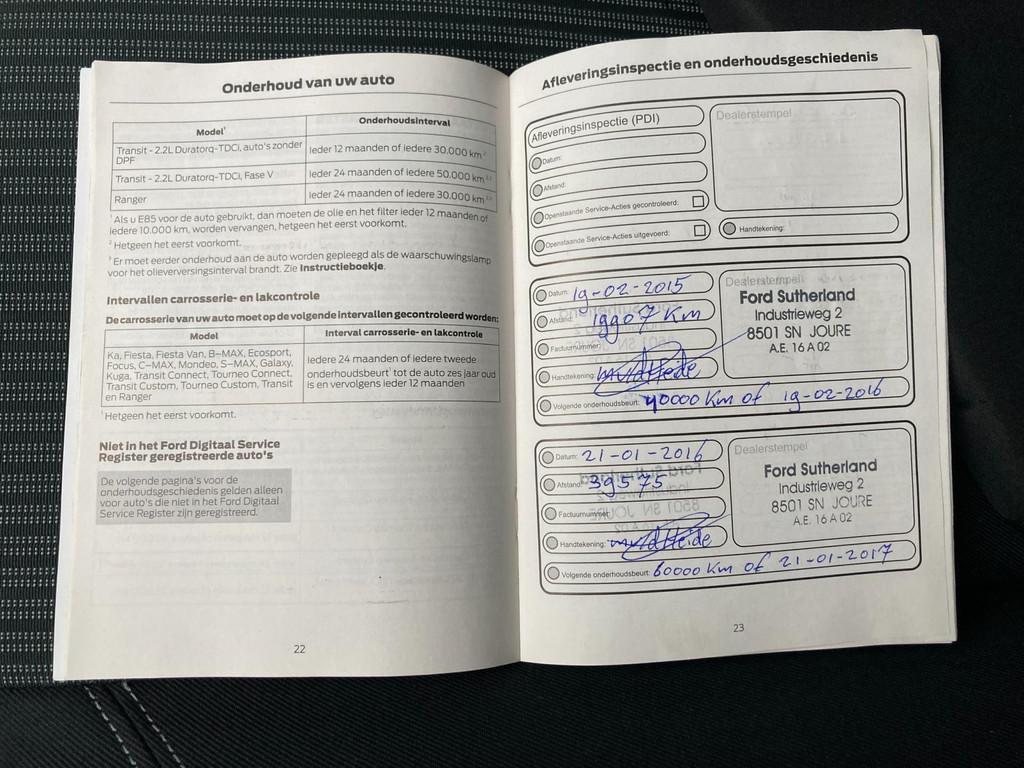 Onderhoud van uw auto
Model¹ Onderhoudsinterval
Transit - 2.2L Duratorq-TDCi, auto's zonder DPF Ieder 12 maanden of iedere 30.000 km ²
Transit - 2.2L Duratorq-TDCi, Fase V Ieder 24 maanden of iedere 50.000 km
Ranger Ieder 24 maanden of iedere 30.000 km
¹ Als u E85 voor de auto gebruikt, dan moeten de olie en het filter ieder 12 maanden of
iedere 10.000 km, worden vervangen, hetgeen het eerst voorkomt.
² Hetgeen het eerst voorkomt.
³ Er moet eerder onderhoud aan de auto worden gepleegd als de waarschuwingslamp
voor het olieverversingsinterval brandt. Zie Instructieboekje.
Intervallen carrosserie- en lakcontrole
De carrosserie van uw auto moet op de volgende intervallen gecontroleerd worden:
Model Interval carrosserie- en lakcontrole
Ka, Fiesta, Fiesta Van, B-MAX, Ecosport,
Focus, C-MAX, Mondeo, S-MAX, Galaxy,
Kuga, Transit Connect, Tourneo Connect,
Transit Custom, Tourneo Custom, Transit
en Ranger
Iedere 24 maanden of iedere tweede
onderhoudsbeurt¹ tot de auto zes jaar oud
is en vervolgens ieder 12 maanden
¹ Hetgeen het eerst voorkomt.
Niet in het Ford Digitaal Service
Register geregistreerde auto's
De volgende pagina's voor de
onderhoudsgeschiedenis gelden alleen
voor auto's die niet in het Ford Digitaal
Service Register zijn geregistreerd.
22
Afleveringsinspectie en onderhoudsgeschiedenis
Afleveringsinspectie (PDI)
Datum:
Afstand:
Openstaande Service-Acties gecontroleerd:
Openstaande Service-Acties uitgevoerd:
Dealerstempel
Handtekening:
Datum: 19-02-2015
Afstand: 19907 Km
Factuurnummer:
Handtekening:
Dealerstempel
Ford Sutherland
Industrieweg 2
8501 SN JOURE
A.E. 16 A 02
Volgende onderhoudsbeurt: 40000 Km of 19-02-2016
Datum: 21-01-2016
Afstand: 39575
Factuurnummer:
Handtekening:
Dealerstempel
Ford Sutherland
Industrieweg 2
8501 SN JOURE
A.E. 16 A 02
Volgende onderhoudsbeurt: 60000 Km of 21-01-2017
23